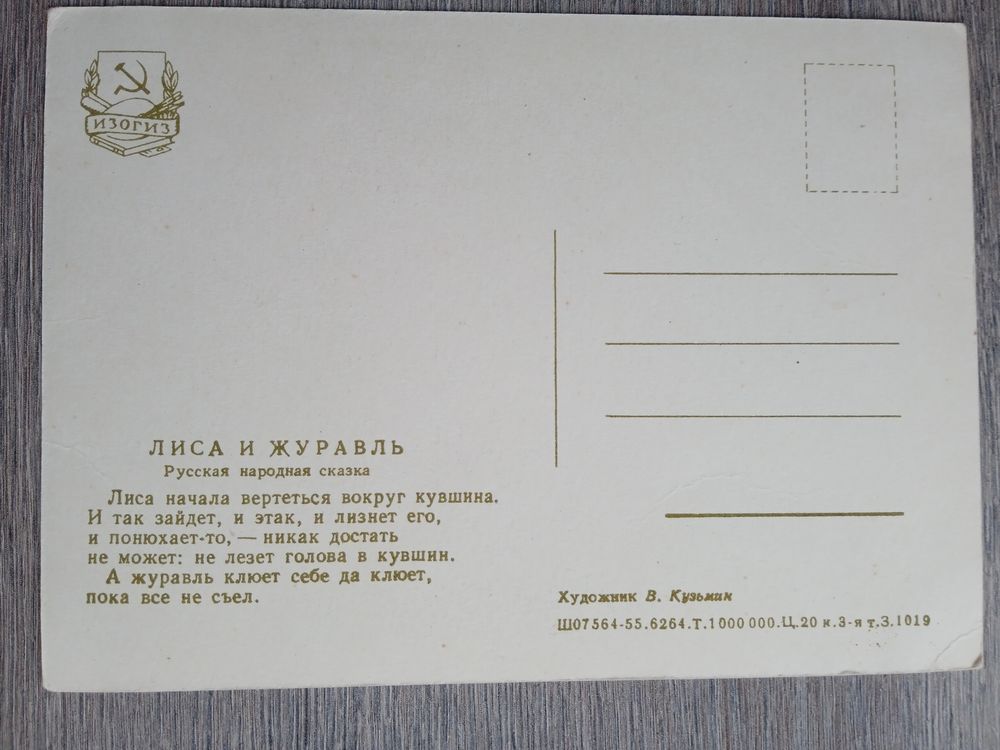 ИЗОГИЗ
ЛИСА И ЖУРАВЛЬ
Русская народная сказка
Лиса начала вертеться вокруг кувшина.
И так зайдет, и этак, и лизнет его,
и понюхает-то, — никак достать
не может: не лезет голова в кувшин.
А журавль клюет себе да клюет,
пока все не съел.
Художник В. Кузьмин
Ш07564-55.6264.Т.1000000.Ц.20 к.3-я т.З.1019